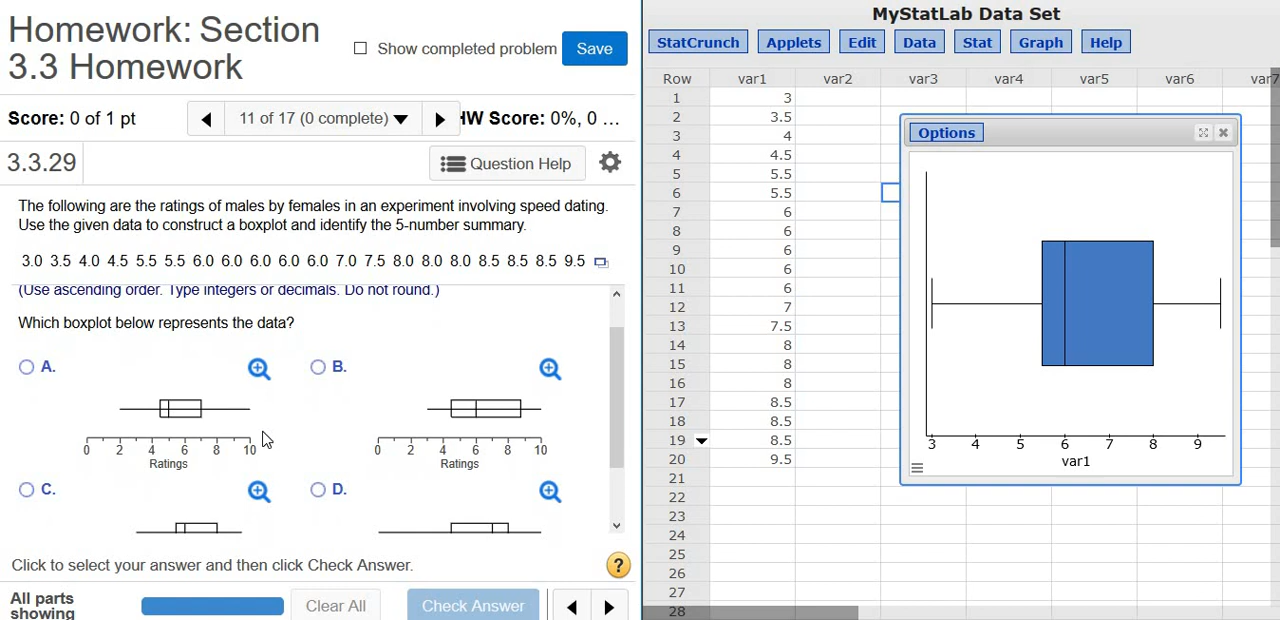 Homework: Section
3.3 Homework
Show completed problem
Save
Score: 0 of 1 pt
11 of 17 (0 complete)
HW Score: 0%, 0 ...
3.3.29
Question Help
The following are the ratings of males by females in an experiment involving speed dating.
Use the given data to construct a boxplot and identify the 5-number summary.
3.0 3.5 4.0 4.5 5.5 5.5 6.0 6.0 6.0 6.0 6.0 7.0 7.5 8.0 8.0 8.0 8.5 8.5 8.5 9.5
(Use ascending order. Type integers or decimals. Do not round.)
Which boxplot below represents the data?
A.
B.
0 2 4 6 8 10
Ratings
0 2 4 6 8 10
Ratings
C.
D.
Click to select your answer and then click Check Answer.
?
All parts
showing
Clear All
Check Answer
MyStatLab Data Set
StatCrunch Applets Edit Data Stat Graph Help
Row var1 var2 var3 var4 var5 var6 var7
1 3
2 3.5
3 4
4 4.5
5 5.5
6 5.5
7 6
8 6
9 6
10 6
11 6
12 7
13 7.5
14 8
15 8
16 8
17 8.5
18 8.5
19 8.5
20 9.5
21
22
23
24
25
26
27
28
Options
3 4 5 6 7 8 9
var1